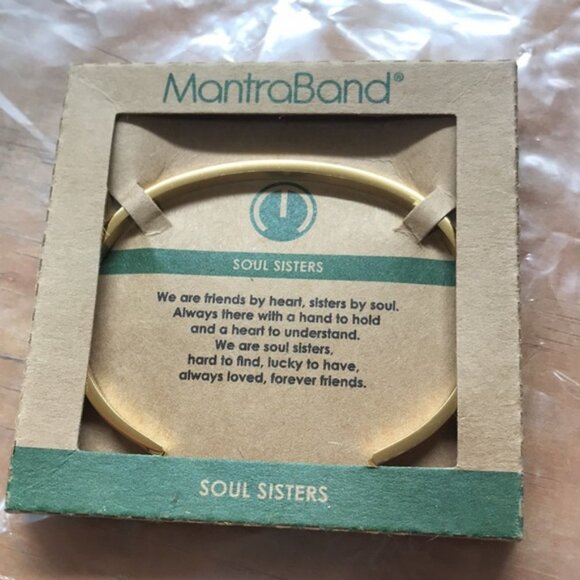 MantraBand®
SOUL SISTERS
We are friends by heart, sisters by soul.
Always there with a hand to hold
and a heart to understand.
We are soul sisters,
hard to find, lucky to have,
always loved, forever friends.
SOUL SISTERS